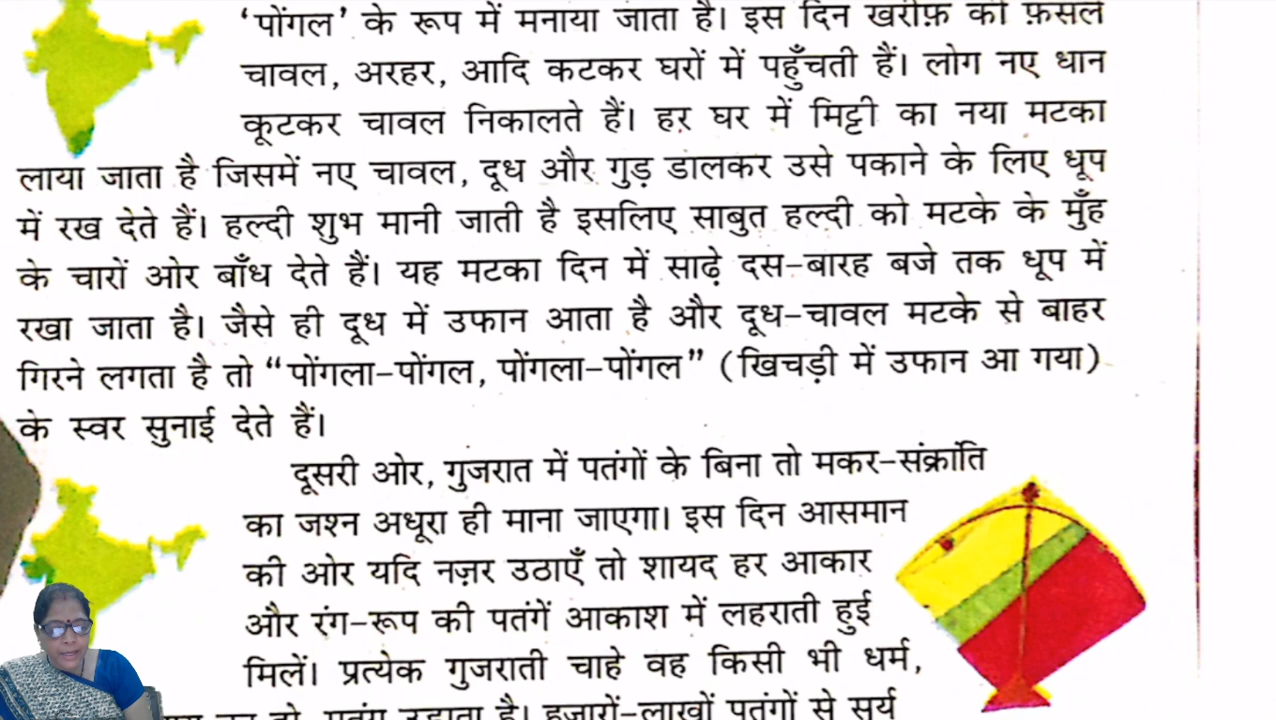 ‘पोंगल’ के रूप में मनाया जाता है। इस दिन खरीफ़ की फ़सल
चावल, अरहर, आदि कटकर घरों में पहुँचती हैं। लोग नए धान
कूटकर चावल निकालते हैं। हर घर में मिट्टी का नया मटका
लाया जाता है जिसमें नए चावल, दूध और गुड़ डालकर उसे पकाने के लिए धूप
में रख देते हैं। हल्दी शुभ मानी जाती है इसलिए साबुत हल्दी को मटके के मुँह
के चारों ओर बाँध देते हैं। यह मटका दिन में साढ़े दस-बारह बजे तक धूप में
रखा जाता है। जैसे ही दूध में उफान आता है और दूध-चावल मटके से बाहर
गिरने लगता है तो “पोंगला-पोंगल, पोंगला-पोंगल” (खिचड़ी में उफान आ गया)
के स्वर सुनाई देते हैं।
दूसरी ओर, गुजरात में पतंगों के बिना तो मकर-संक्रांति
का जश्न अधूरा ही माना जाएगा। इस दिन आसमान
की ओर यदि नज़र उठाएँ तो शायद हर आकार
और रंग-रूप की पतंगें आकाश में लहराती हुई
मिलें। प्रत्येक गुजराती चाहे वह किसी भी धर्म,
तो पतंग उड़ाता है। हज़ारों-लाखों पतंगों से सूर्य